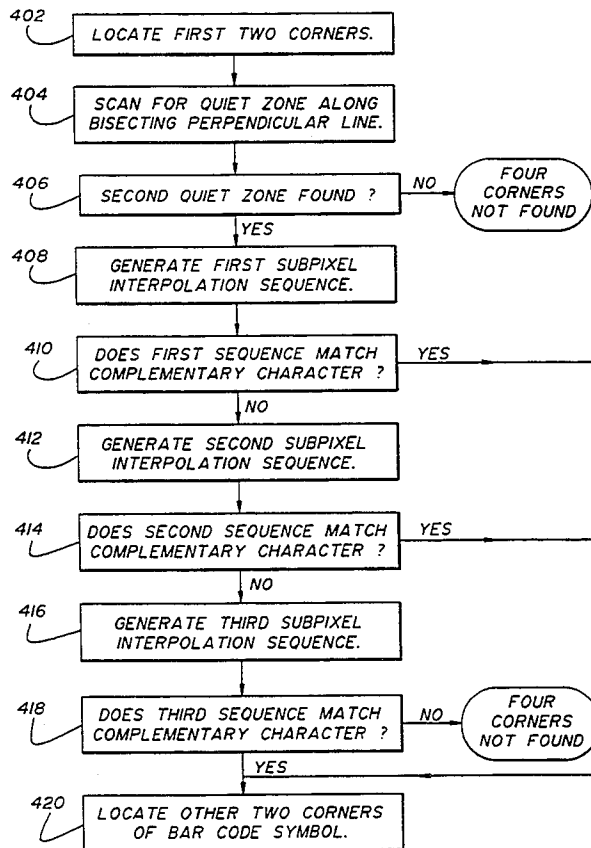 402
LOCATE FIRST TWO CORNERS.
404
SCAN FOR QUIET ZONE ALONG
BISECTING PERPENDICULAR LINE.
406
SECOND QUIET ZONE FOUND ?
NO
FOUR
CORNERS
NOT FOUND
YES
408
GENERATE FIRST SUBPIXEL
INTERPOLATION SEQUENCE.
410
DOES FIRST SEQUENCE MATCH
COMPLEMENTARY CHARACTER ?
YES
NO
412
GENERATE SECOND SUBPIXEL
INTERPOLATION SEQUENCE.
414
DOES SECOND SEQUENCE MATCH
COMPLEMENTARY CHARACTER ?
YES
NO
416
GENERATE THIRD SUBPIXEL
INTERPOLATION SEQUENCE.
418
DOES THIRD SEQUENCE MATCH
COMPLEMENTARY CHARACTER ?
NO
FOUR
CORNERS
NOT FOUND
YES
420
LOCATE OTHER TWO CORNERS
OF BAR CODE SYMBOL.